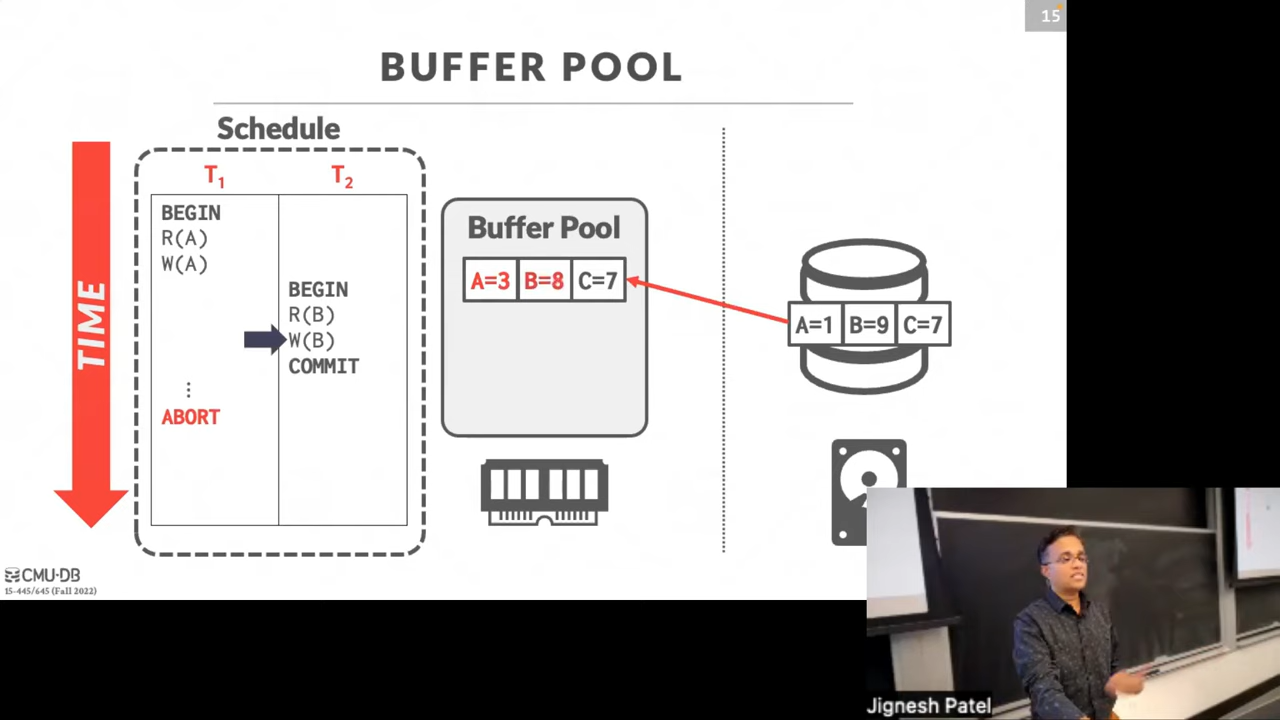 15
BUFFER POOL
Schedule
TIME
T1 T2
BEGIN
R(A)
W(A)
BEGIN
R(B)
W(B)
COMMIT
⋮
ABORT
Buffer Pool
A=3 B=8 C=7
A=1 B=9 C=7
CMU·DB
15-445/645 (Fall 2022)
Jignesh Patel